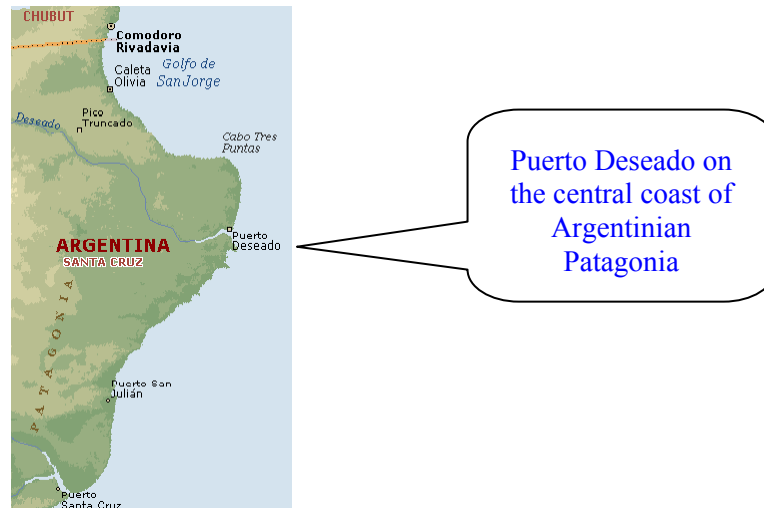 CHUBUT
Comodoro
Rivadavia
Caleta
Olivia
Golfo de
San Jorge
Pico
Truncado
Deseado
Cabo Tres
Puntas
Puerto
Deseado
ARGENTINA
SANTA CRUZ
PATAGONIA
Puerto San
Julián
Puerto
Santa Cruz
Puerto Deseado on
the central coast of
Argentinian
Patagonia